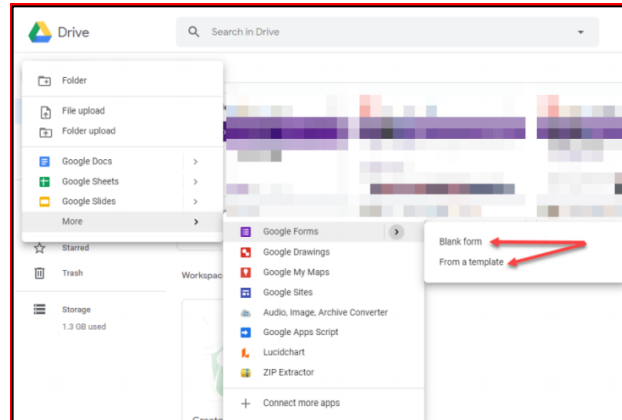 Drive
Search in Drive
Folder
File upload
Folder upload
Google Docs
Google Sheets
Google Slides
More
Starred
Trash
Storage
1.3 GB used
Workspac
Google Forms
Google Drawings
Google My Maps
Google Sites
Audio, Image, Archive Converter
Google Apps Script
Lucidchart
ZIP Extractor
Connect more apps
Blank form
From a template